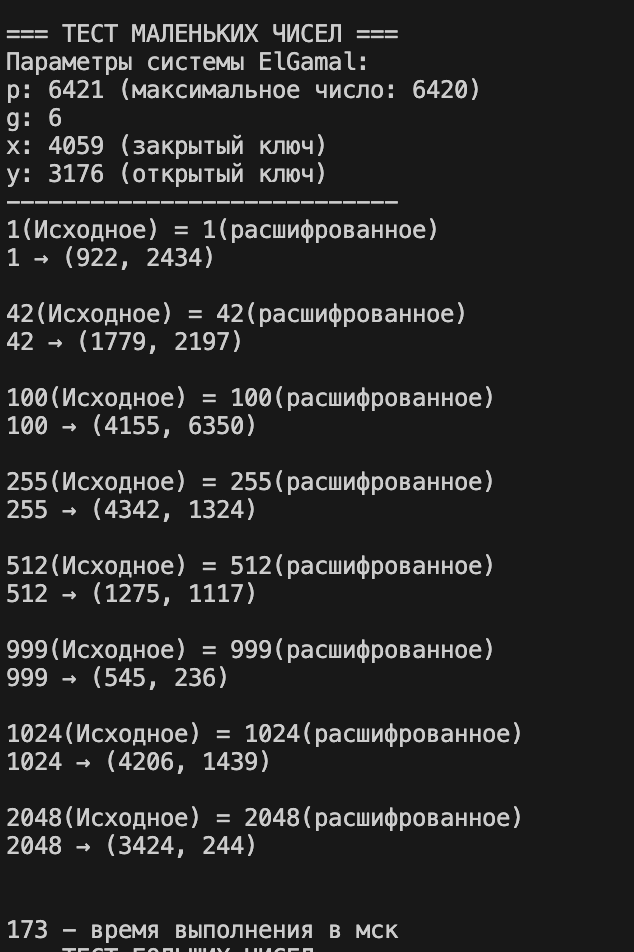 === ТЕСТ МАЛЕНЬКИХ ЧИСЕЛ ===
Параметры системы ElGamal:
p: 6421 (максимальное число: 6420)
g: 6
x: 4059 (закрытый ключ)
y: 3176 (открытый ключ)
----------------------------
1(Исходное) = 1(расшифрованное)
1 → (922, 2434)
42(Исходное) = 42(расшифрованное)
42 → (1779, 2197)
100(Исходное) = 100(расшифрованное)
100 → (4155, 6350)
255(Исходное) = 255(расшифрованное)
255 → (4342, 1324)
512(Исходное) = 512(расшифрованное)
512 → (1275, 1117)
999(Исходное) = 999(расшифрованное)
999 → (545, 236)
1024(Исходное) = 1024(расшифрованное)
1024 → (4206, 1439)
2048(Исходное) = 2048(расшифрованное)
2048 → (3424, 244)
173 – время выполнения в мск
ТЕСТ БОЛЬШИХ ЧИСЕЛ